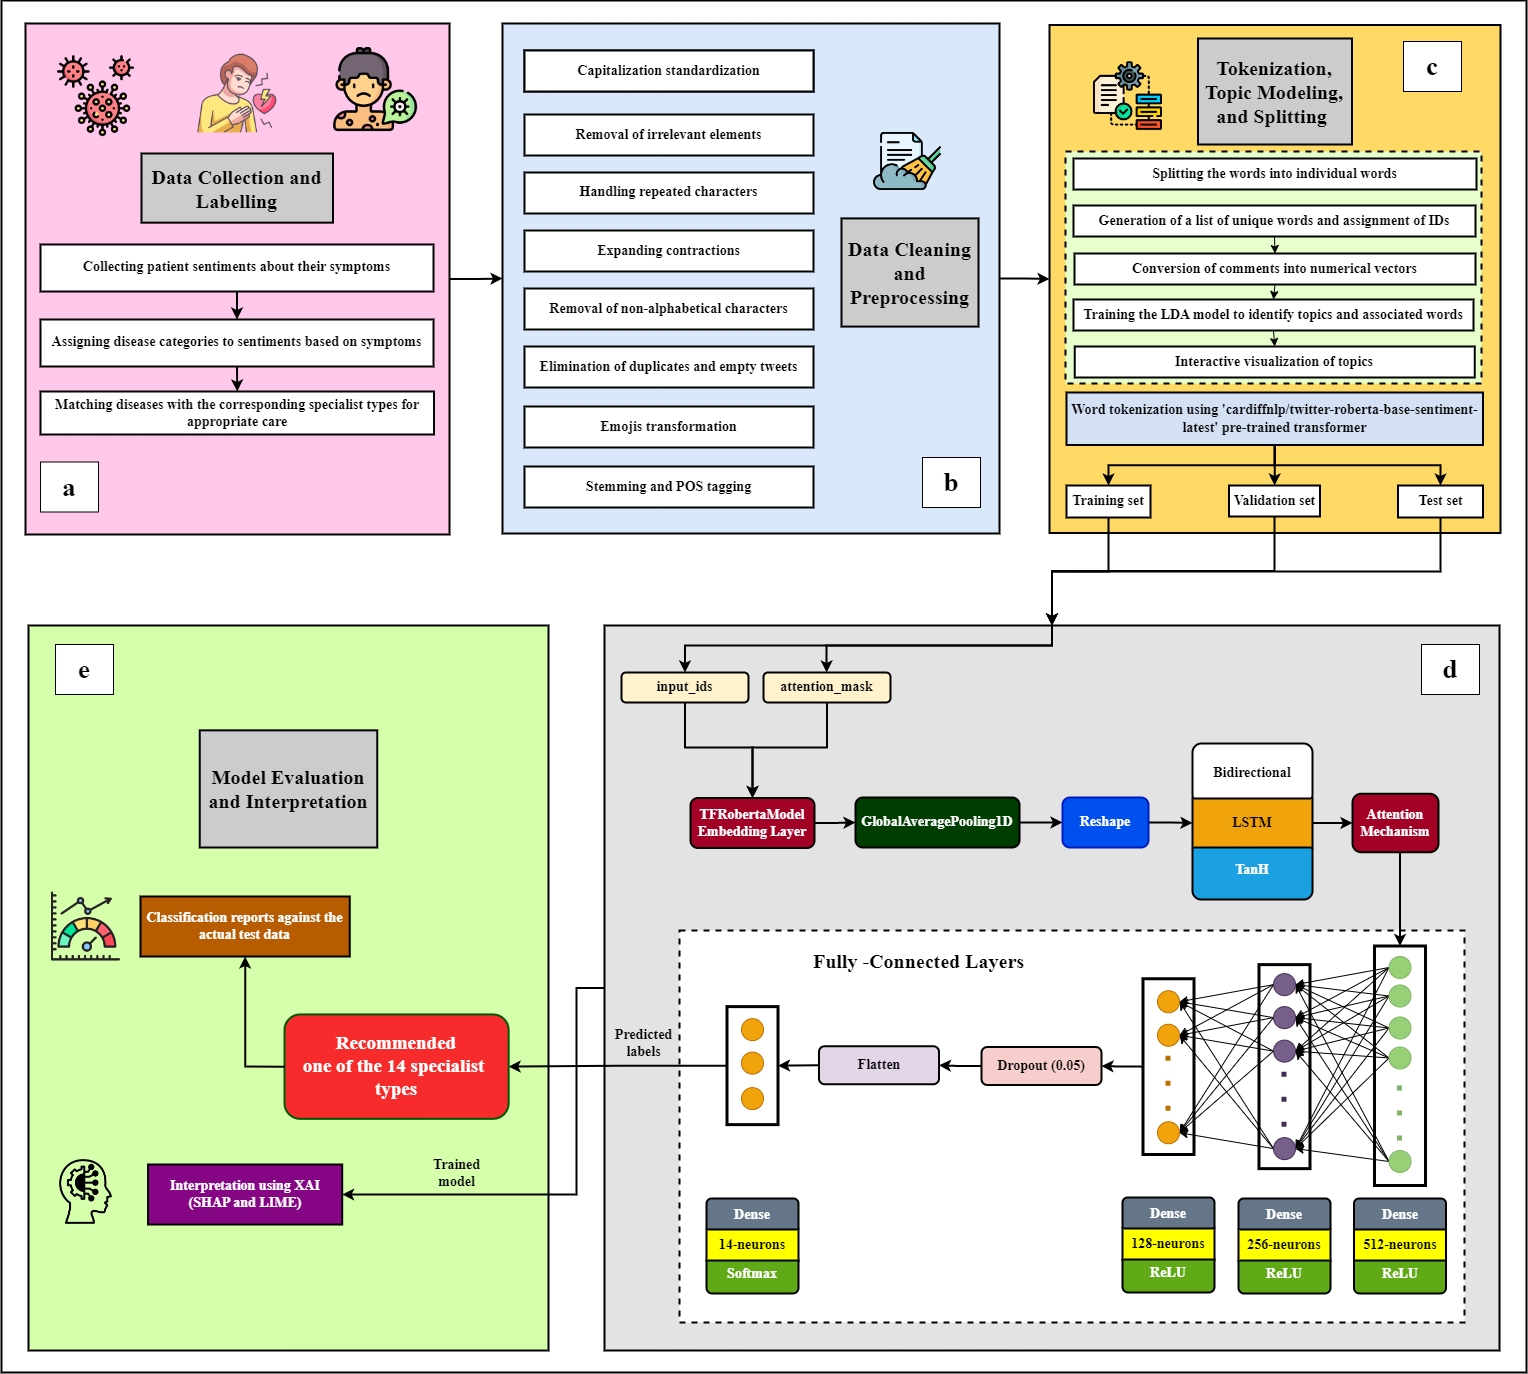 Data Collection and
Labelling
Collecting patient sentiments about their symptoms
Assigning disease categories to sentiments based on symptoms
Matching diseases with the corresponding specialist types for
appropriate care
a
Capitalization standardization
Removal of irrelevant elements
Handling repeated characters
Expanding contractions
Removal of non-alphabetical characters
Elimination of duplicates and empty tweets
Emojis transformation
Stemming and POS tagging
Data Cleaning
and
Preprocessing
b
Tokenization,
Topic Modeling,
and Splitting
c
Splitting the words into individual words
Generation of a list of unique words and assignment of IDs
Conversion of comments into numerical vectors
Training the LDA model to identify topics and associated words
Interactive visualization of topics
Word tokenization using 'cardiffnlp/twitter-roberta-base-sentiment-
latest' pre-trained transformer
Training set
Validation set
Test set
d
input_ids
attention_mask
TFRobertaModel
Embedding Layer
GlobalAveragePooling1D
Reshape
Bidirectional
LSTM
TanH
Attention
Mechanism
Fully -Connected Layers
Dropout (0.05)
Flatten
Dense
14-neurons
Softmax
Dense
128-neurons
ReLU
Dense
256-neurons
ReLU
Dense
512-neurons
ReLU
Predicted
labels
Trained
model
e
Model Evaluation
and Interpretation
Classification reports against the
actual test data
Recommended
one of the 14 specialist
types
Interpretation using XAI
(SHAP and LIME)